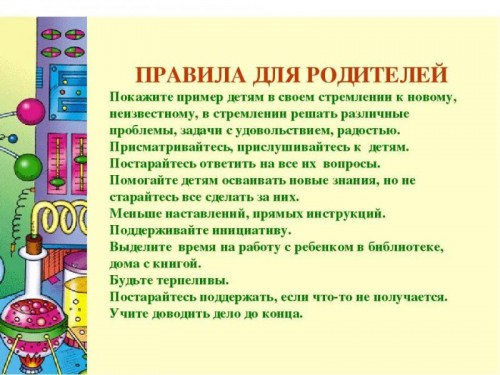 ПРАВИЛА ДЛЯ РОДИТЕЛЕЙ
Покажите пример детям в своем стремлении к новому,
неизвестному, в стремлении решать различные
проблемы, задачи с удовольствием, радостью.
Присматривайтесь, прислушивайтесь к детям.
Постарайтесь ответить на все их вопросы.
Помогайте детям осваивать новые знания, но не
старайтесь все сделать за них.
Меньше наставлений, прямых инструкций.
Поддерживайте инициативу.
Выделите время на работу с ребенком в библиотеке,
дома с книгой.
Будьте терпеливы.
Постарайтесь поддержать, если что-то не получается.
Учите доводить дело до конца.